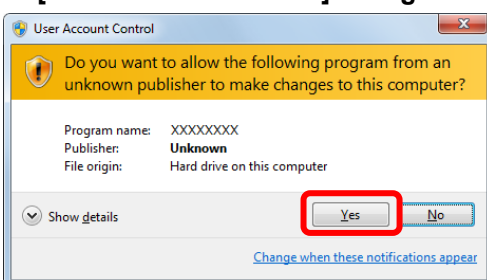 User Account Control
Do you want to allow the following program from an
unknown publisher to make changes to this computer?
Program name: XXXXXXXX
Publisher: Unknown
File origin: Hard drive on this computer
Show details Yes No
Change when these notifications appear